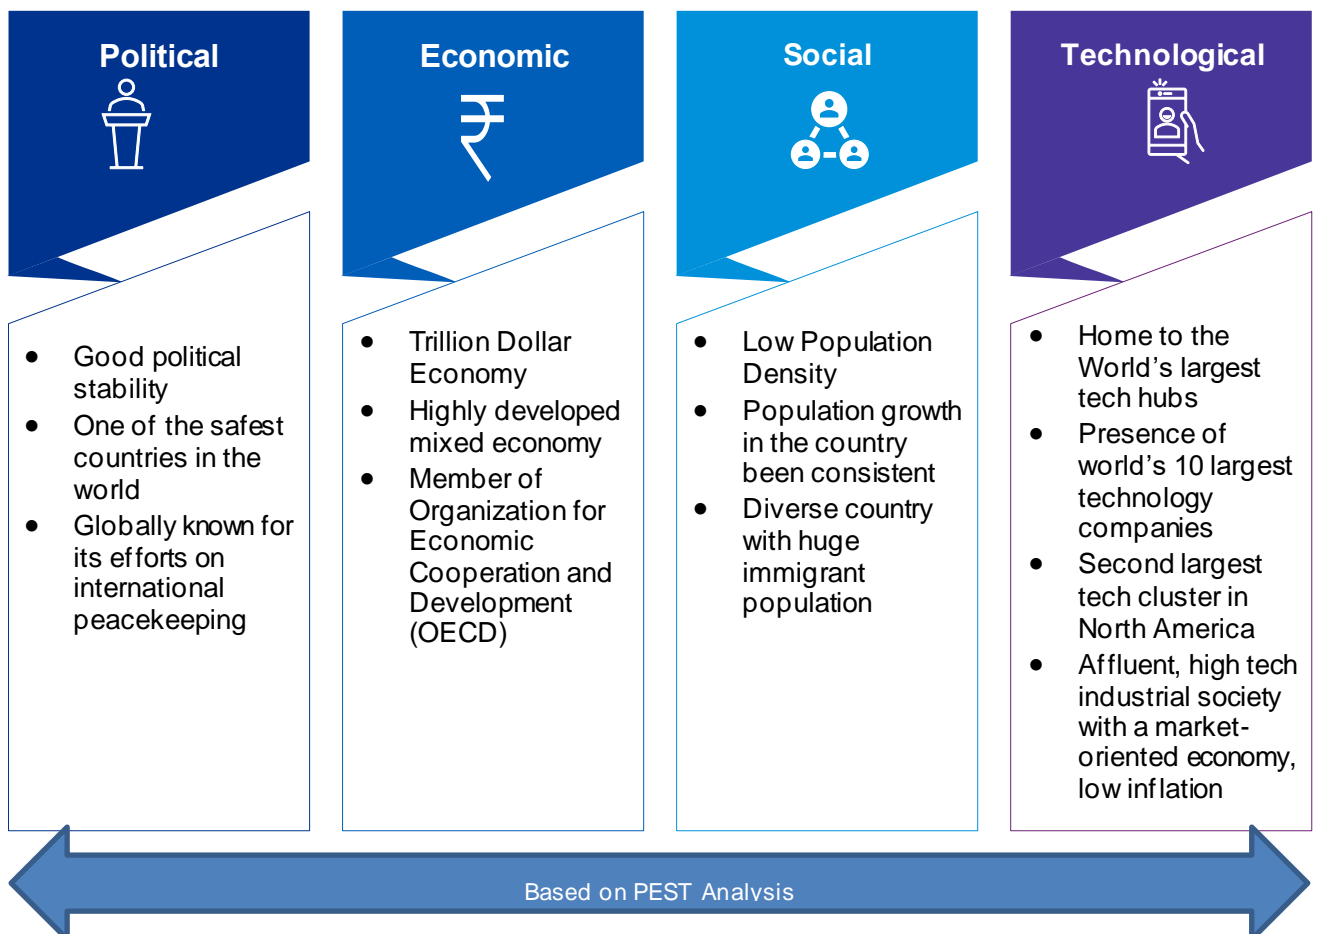 Political
● Good political
stability
● One of the safest
countries in the
world
● Globally known for
its efforts on
international
peacekeeping
Economic
₹
● Trillion Dollar
Economy
● Highly developed
mixed economy
● Member of
Organization for
Economic
Cooperation and
Development
(OECD)
Social
● Low Population
Density
● Population growth
in the country
been consistent
● Diverse country
with huge
immigrant
population
Technological
● Home to the
World’s largest
tech hubs
● Presence of
world’s 10 largest
technology
companies
● Second largest
tech cluster in
North America
● Affluent, high tech
industrial society
with a market-
oriented economy,
low inflation
Based on PEST Analysis